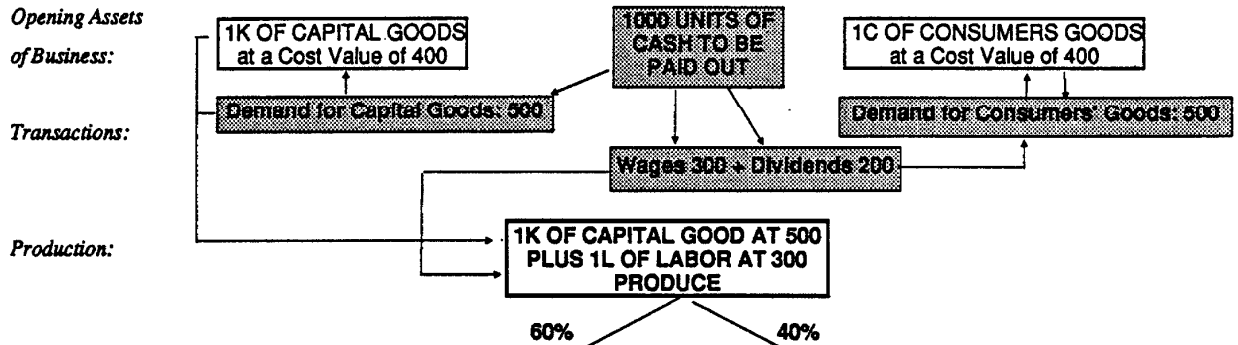 Opening Assets
of Business:
1K OF CAPITAL GOODS
at a Cost Value of 400
1000 UNITS OF
CASH TO BE
PAID OUT
1C OF CONSUMERS GOODS
at a Cost Value of 400
Demand for Capital Goods: 500
Demand for Consumers' Goods: 500
Transactions:
Wages 300 + Dividends 200
Production:
1K OF CAPITAL GOOD AT 500
PLUS 1L OF LABOR AT 300
PRODUCE
60%
40%